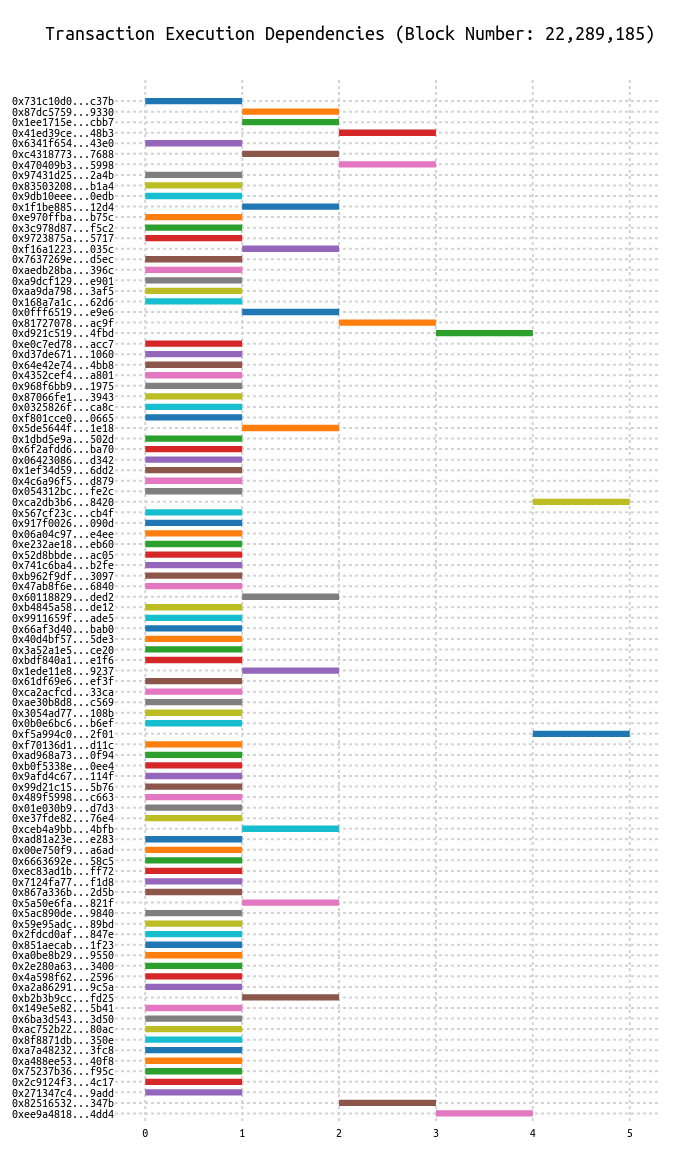 Transaction Execution Dependencies (Block Number: 22,289,185)
0x731c10d0...c37b
0x87dc5759...9330
0x1ee1715e...cbb7
0x41ed39ce...48b3
0x6341f654...43e0
0xc4318773...7688
0x470409b3...5998
0x97431d25...2a4b
0x83503208...b1a4
0x9db10eee...0edb
0x1f1be885...12d4
0xe970ffba...b75c
0x3c978d87...f5c2
0x9723875a...5717
0xf16a1223...035c
0x7637269e...d5ec
0xaedb28ba...396c
0xa9dcf129...e901
0xaa9da798...3af5
0x168a7a1c...62d6
0x0fff6519...e9e6
0x81727078...ac9f
0xd921c519...4fbd
0xe0c7ed78...acc7
0xd37de671...1060
0x64e42e74...4bb8
0x4352cef4...a801
0x968f6bb9...1975
0x87066fe1...3943
0x0325826f...ca8c
0xf801cce0...0665
0x5de5644f...1e18
0x1dbd5e9a...502d
0x6f2afdd6...ba70
0x06423086...d342
0x1ef34d59...6dd2
0x4c6a96f5...d879
0x054312bc...fe2c
0xca2db3b6...8420
0x567cf23c...cb4f
0x917f0026...090d
0x06a04c97...e4ee
0xe232ae18...eb60
0x52d8bbde...ac05
0x741c6ba4...b2fe
0xb962f9df...3097
0x47ab8f6e...6840
0x60118829...ded2
0xb4845a58...de12
0x9911659f...ade5
0x66af3d40...bab0
0x40d4bf57...5de3
0x3a52a1e5...ce20
0xbdf840a1...e1f6
0x1ede11e8...9237
0x61df69e6...ef3f
0xca2acfcd...33ca
0xae30b8d8...c569
0x3054ad77...108b
0x0b0e6bc6...b6ef
0xf5a994c0...2f01
0xf70136d1...d11c
0xad968a73...0f94
0xb0f5338e...0ee4
0x9afd4c67...114f
0x99d21c15...5b76
0x489f5998...c663
0x01e030b9...d7d3
0xe37fde82...76e4
0xceb4a9bb...4bfb
0xad81a23e...e283
0x00e750f9...a6ad
0x6663692e...58c5
0xec83ad1b...ff72
0x7124fa77...f1d8
0x867a336b...2d5b
0x5a50e6fa...821f
0x5ac890de...9840
0x59e95adc...89bd
0x2fdcd0af...847e
0x851aecab...1f23
0xa0be8b29...9550
0x2e280a63...3400
0x4a598f62...2596
0xa2a86291...9c5a
0xb2b3b9cc...fd25
0x149e5e82...5b41
0x6ba3d543...3d50
0xac752b22...80ac
0x8f8871db...350e
0xa7a48232...3fc8
0xa488ee53...40f8
0x75237b36...f95c
0x2c9124f3...4c17
0x271347c4...9add
0x82516532...347b
0xee9a4818...4dd4
0 1 2 3 4 5